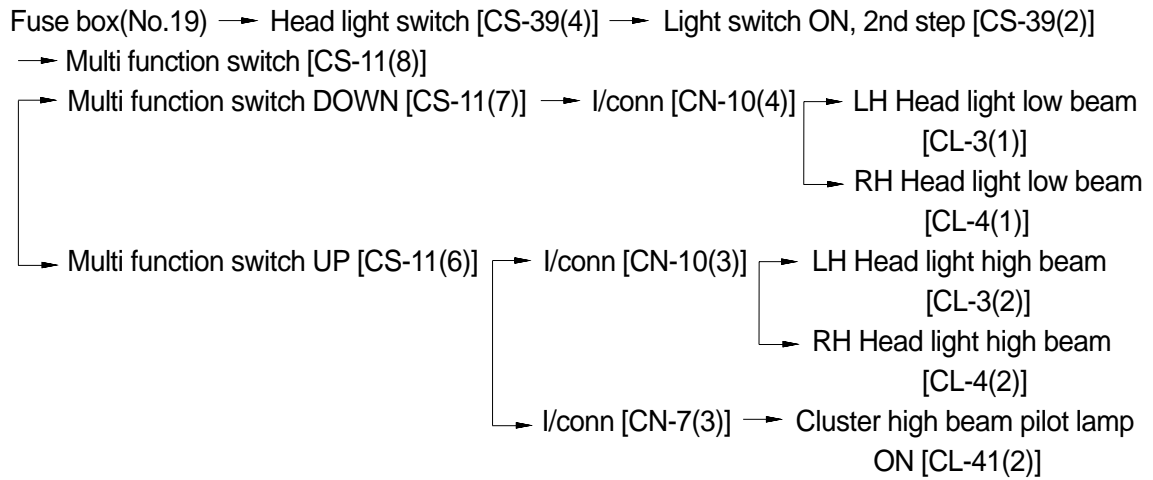 Fuse box(No.19) → Head light switch [CS-39(4)] → Light switch ON, 2nd step [CS-39(2)]
→ Multi function switch [CS-11(8)]
Multi function switch DOWN [CS-11(7)] → I/conn [CN-10(4)] → LH Head light low beam
[CL-3(1)]
→ RH Head light low beam
[CL-4(1)]
Multi function switch UP [CS-11(6)] → I/conn [CN-10(3)] → LH Head light high beam
[CL-3(2)]
→ RH Head light high beam
[CL-4(2)]
→ I/conn [CN-7(3)] → Cluster high beam pilot lamp
ON [CL-41(2)]